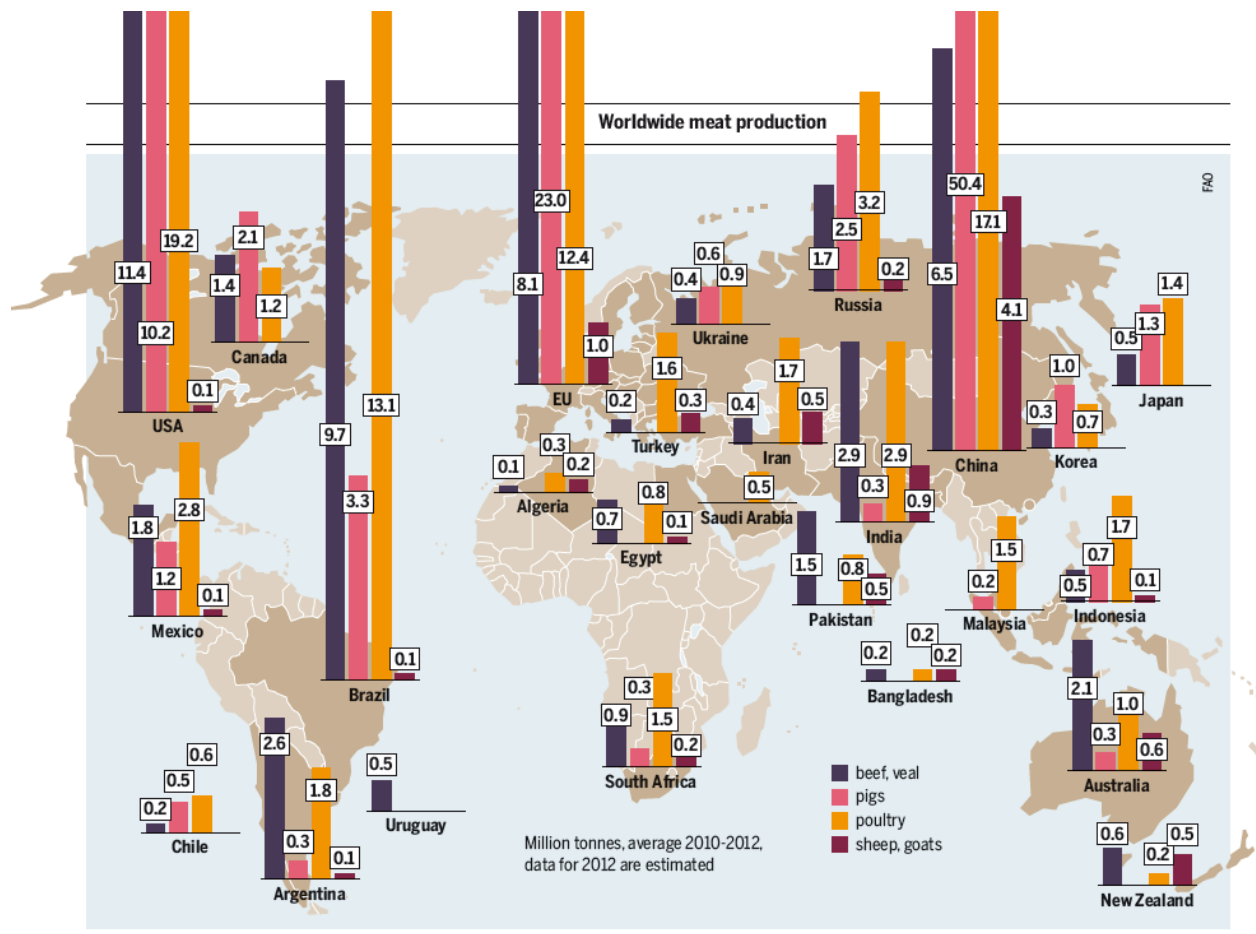 Worldwide meat production
FAO
11.4
10.2
19.2
0.1
USA
1.4
2.1
1.2
Canada
1.8
1.2
2.8
0.1
Mexico
9.7
3.3
13.1
0.1
Brazil
0.2
0.5
0.6
Chile
2.6
0.3
1.8
0.1
Argentina
0.5
Uruguay
8.1
23.0
12.4
1.0
EU
0.4
0.6
0.9
Ukraine
1.7
2.5
3.2
0.2
Russia
0.2
1.6
0.3
Turkey
0.4
1.7
0.5
Iran
0.1
0.3
0.2
Algeria
0.7
0.8
0.1
Egypt
0.5
Saudi Arabia
2.9
0.3
2.9
0.9
India
6.5
50.4
17.1
4.1
China
0.3
1.0
0.7
Korea
0.5
1.3
1.4
Japan
1.5
0.8
0.5
Pakistan
0.2
0.2
0.2
Bangladesh
0.2
1.5
Malaysia
0.5
0.7
1.7
0.1
Indonesia
0.9
0.3
1.5
0.2
South Africa
2.1
0.3
1.0
0.6
Australia
0.6
0.2
0.5
New Zealand
beef, veal
pigs
poultry
sheep, goats
Million tonnes, average 2010-2012,
data for 2012 are estimated